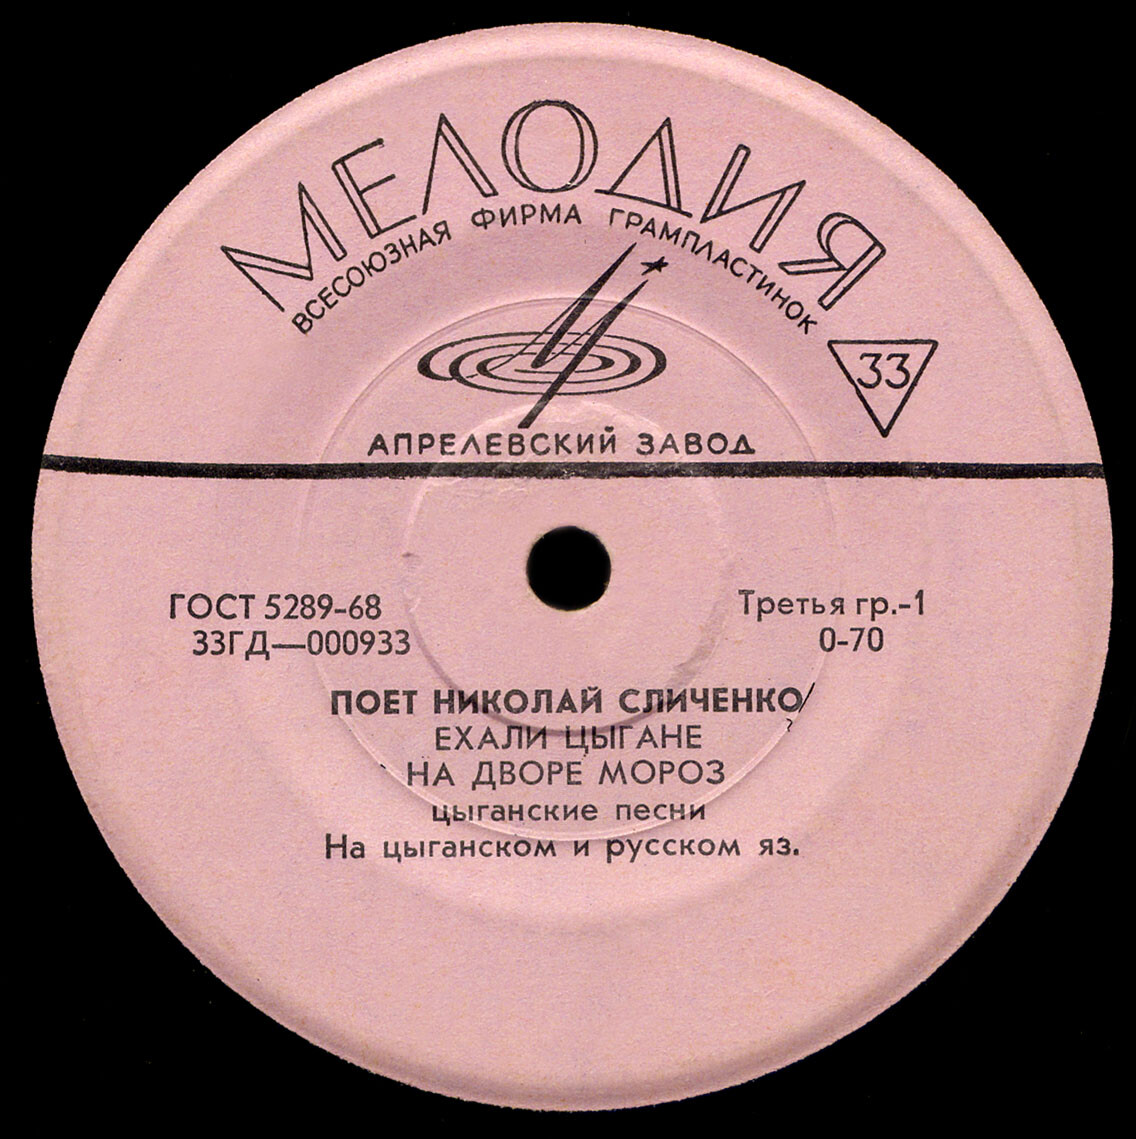 МЕЛОДИЯ
ВСЕСОЮЗНАЯ ФИРМА ГРАМПЛАСТИНОК
33
АПРЕЛЕВСКИЙ ЗАВОД
ГОСТ 5289-68
33ГД—000933
Третья гр.-1
0-70
ПОЕТ НИКОЛАЙ СЛИЧЕНКО
ЕХАЛИ ЦЫГАНЕ
НА ДВОРЕ МОРОЗ
цыганские песни
На цыганском и русском яз.